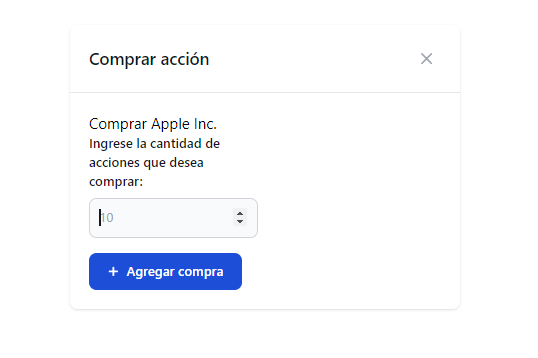 Comprar acción
Comprar Apple Inc.
Ingrese la cantidad de
acciones que desea
comprar:
10
+ Agregar compra